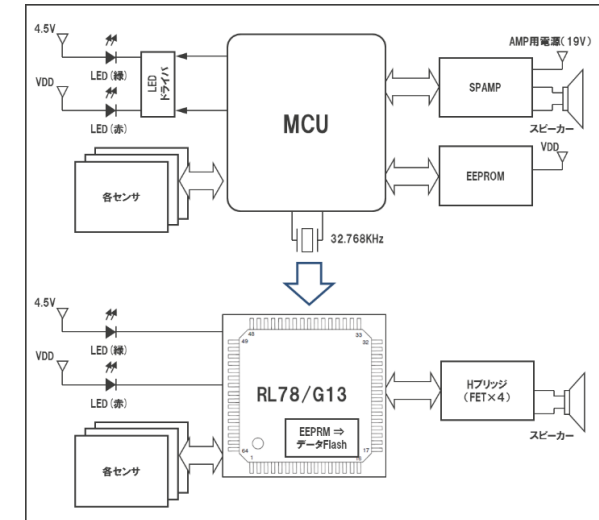 4.5V
LED(緑)
VDD
LED(赤)
LED
ドライバ
各センサ
MCU
32.768KHz
AMP用電源(19V)
SPAMP
スピーカー
VDD
EEPROM
4.5V
LED(緑)
VDD
LED(赤)
各センサ
48
33
49
32
RL78/G13
EEPRM ⇒
データFlash
64
17
1
16
Hブリッジ
(FET×4)
スピーカー